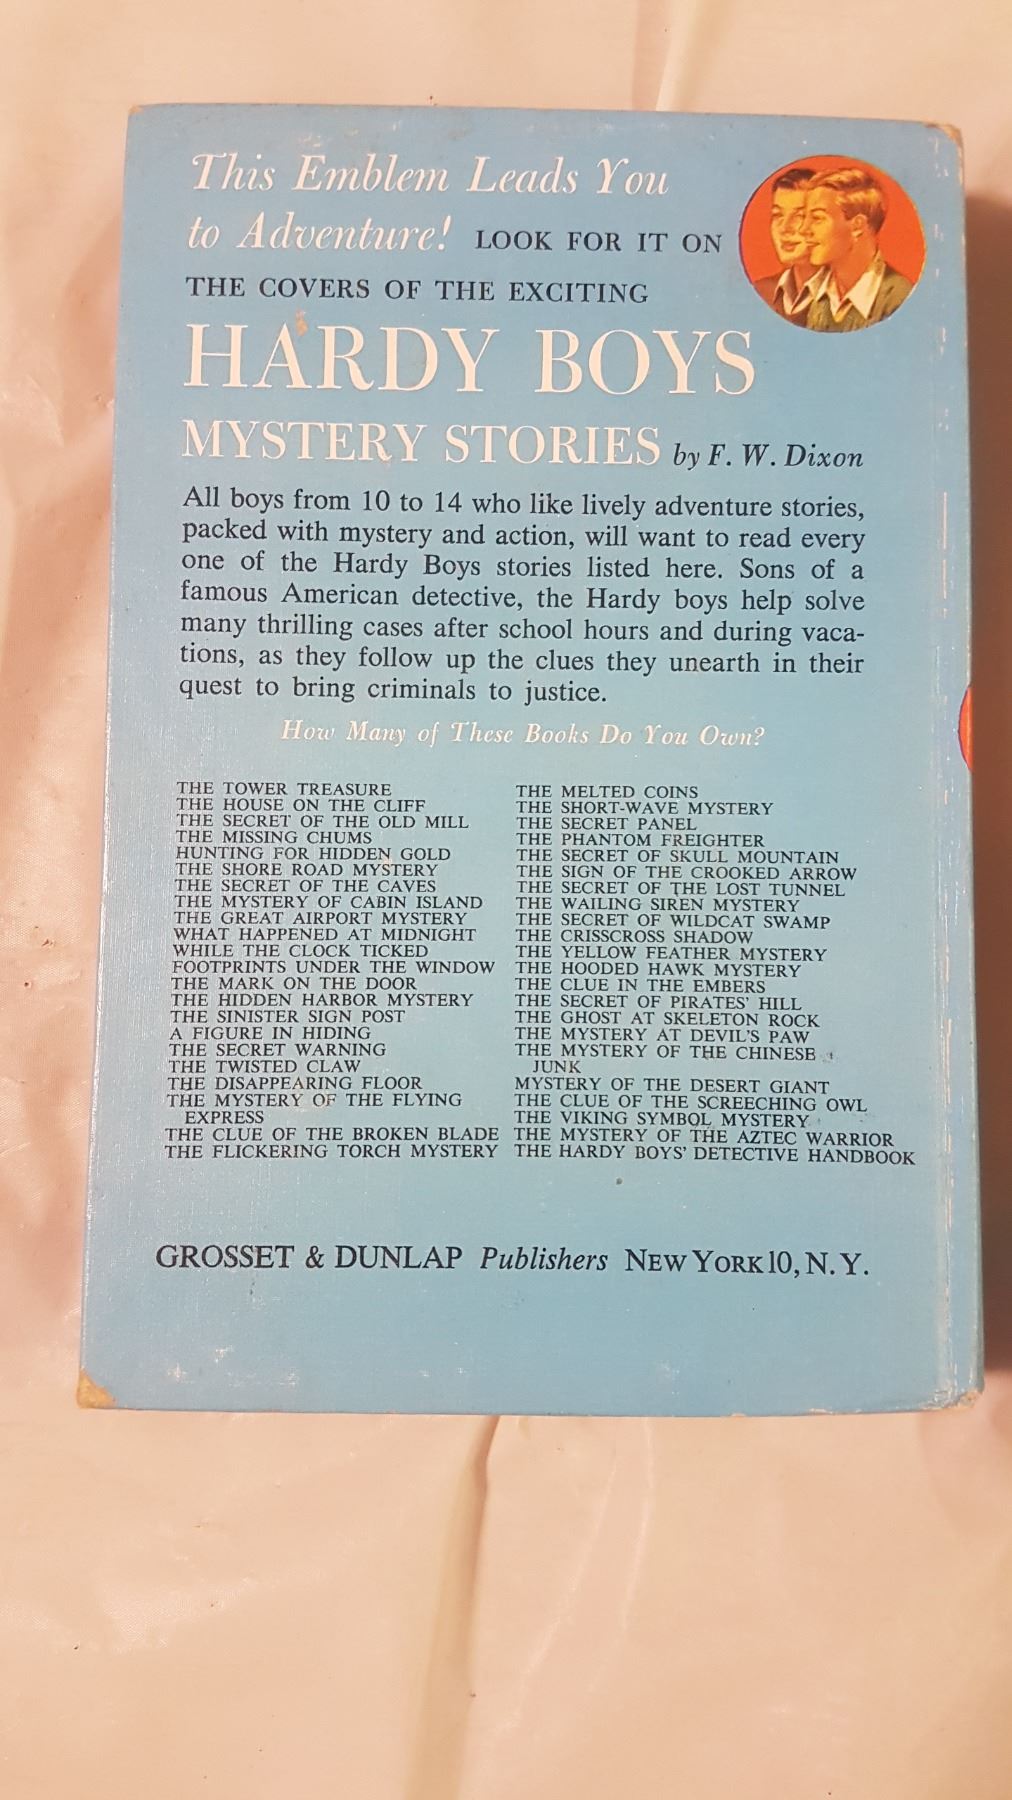 This Emblem Leads You
to Adventure! LOOK FOR IT ON
THE COVERS OF THE EXCITING
HARDY BOYS
MYSTERY STORIES by F. W. Dixon
All boys from 10 to 14 who like lively adventure stories,
packed with mystery and action, will want to read every
one of the Hardy Boys stories listed here. Sons of a
famous American detective, the Hardy boys help solve
many thrilling cases after school hours and during vaca-
tions, as they follow up the clues they unearth in their
quest to bring criminals to justice.
How Many of These Books Do You Own?
THE TOWER TREASURE
THE HOUSE ON THE CLIFF
THE SECRET OF THE OLD MILL
THE MISSING CHUMS
HUNTING FOR HIDDEN GOLD
THE SHORE ROAD MYSTERY
THE SECRET OF THE CAVES
THE MYSTERY OF CABIN ISLAND
THE GREAT AIRPORT MYSTERY
WHAT HAPPENED AT MIDNIGHT
WHILE THE CLOCK TICKED
FOOTPRINTS UNDER THE WINDOW
THE MARK ON THE DOOR
THE HIDDEN HARBOR MYSTERY
THE SINISTER SIGN POST
A FIGURE IN HIDING
THE SECRET WARNING
THE TWISTED CLAW
THE DISAPPEARING FLOOR
THE MYSTERY OF THE FLYING
EXPRESS
THE CLUE OF THE BROKEN BLADE
THE FLICKERING TORCH MYSTERY
THE MELTED COINS
THE SHORT-WAVE MYSTERY
THE SECRET PANEL
THE PHANTOM FREIGHTER
THE SECRET OF SKULL MOUNTAIN
THE SIGN OF THE CROOKED ARROW
THE SECRET OF THE LOST TUNNEL
THE WAILING SIREN MYSTERY
THE SECRET OF WILDCAT SWAMP
THE CRISSCROSS SHADOW
THE YELLOW FEATHER MYSTERY
THE HOODED HAWK MYSTERY
THE CLUE IN THE EMBERS
THE SECRET OF PIRATES' HILL
THE GHOST AT SKELETON ROCK
THE MYSTERY AT DEVIL'S PAW
THE MYSTERY OF THE CHINESE
JUNK
MYSTERY OF THE DESERT GIANT
THE CLUE OF THE SCREECHING OWL
THE VIKING SYMBOL MYSTERY
THE MYSTERY OF THE AZTEC WARRIOR
THE HARDY BOYS' DETECTIVE HANDBOOK
GROSSET & DUNLAP Publishers NEW YORK 10, N. Y.